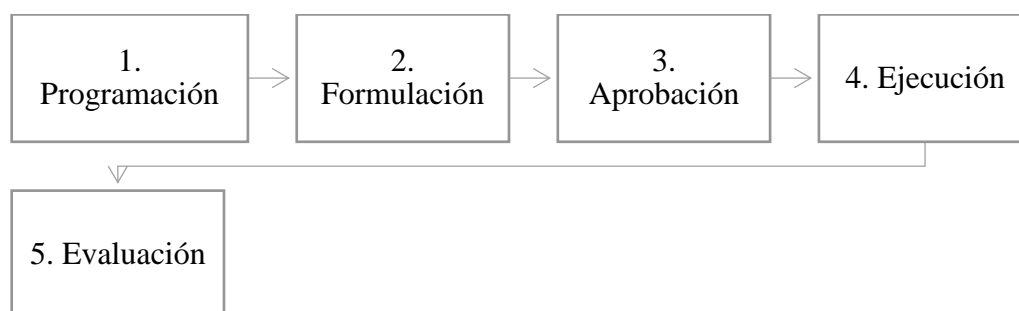 1.
Programación
2.
Formulación
3.
Aprobación
4. Ejecución
5. Evaluación